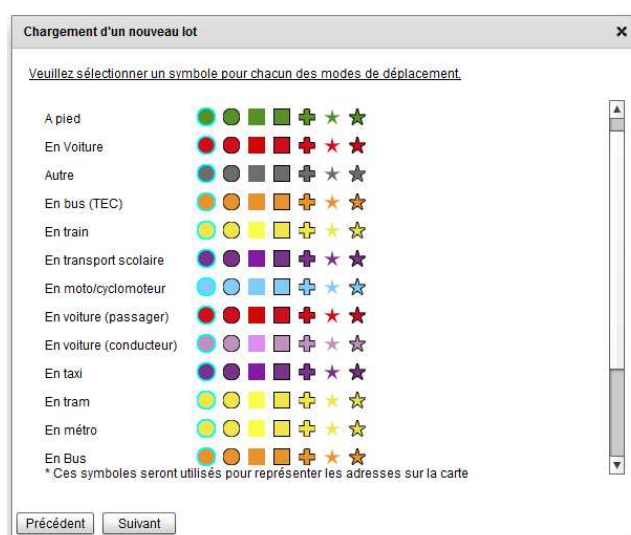 Chargement d'un nouveau lot
Veuillez sélectionner un symbole pour chacun des modes de déplacement.
A pied
En Voiture
Autre
En bus (TEC)
En train
En transport scolaire
En moto/cyclomoteur
En voiture (passager)
En voiture (conducteur)
En taxi
En tram
En métro
En Bus
* Ces symboles seront utilisés pour représenter les adresses sur la carte
Précédent Suivant